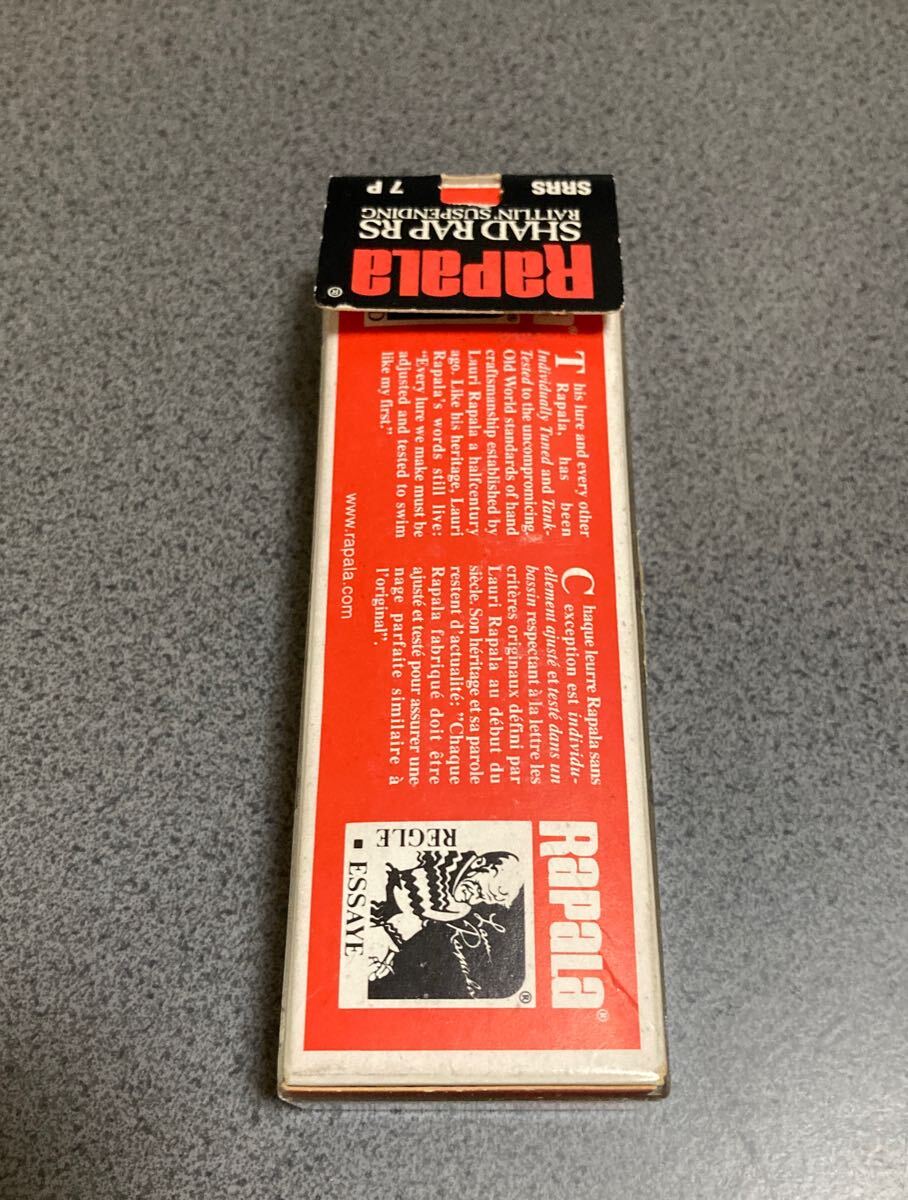 RAPALA®
SHAD RAP RS
RATTLIN' SUSPENDING
SRRS
7 P
This lure and every other
Rapala, has been
Individually Tuned and Tank-
Tested to the uncompromicing,
Old World standards of hand
craftsmanship established by
Lauri Rapala a halfcentury
ago. Like his heritage, Lauri
Rapala's words still live:
"Every lure we make must be
adjusted and tested to swim
like my first."
www.rapala.com
Chaque leurre Rapala sans
exception est individu-
ellement ajusté et testé dans un
bassin respectant à la lettire les
critères originaux défini par
Lauri Rapala au début du
siècle. Son héritage et sa parole
restent d'actualité: "Chaque
Rapala fabriqué doit être
ajusté et testé pour assurer une
nage parfaite similaire à
l'original".
RAPALA®
REGLE
▪ ESSAYE
Lauri
Rapala
®